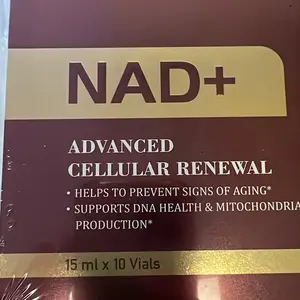 NAD+
ADVANCED
CELLULAR RENEWAL
• HELPS TO PREVENT SIGNS OF AGING*
• SUPPORTS DNA HEALTH & MITOCHONDRIA
PRODUCTION*
15 ml x 10 Vials